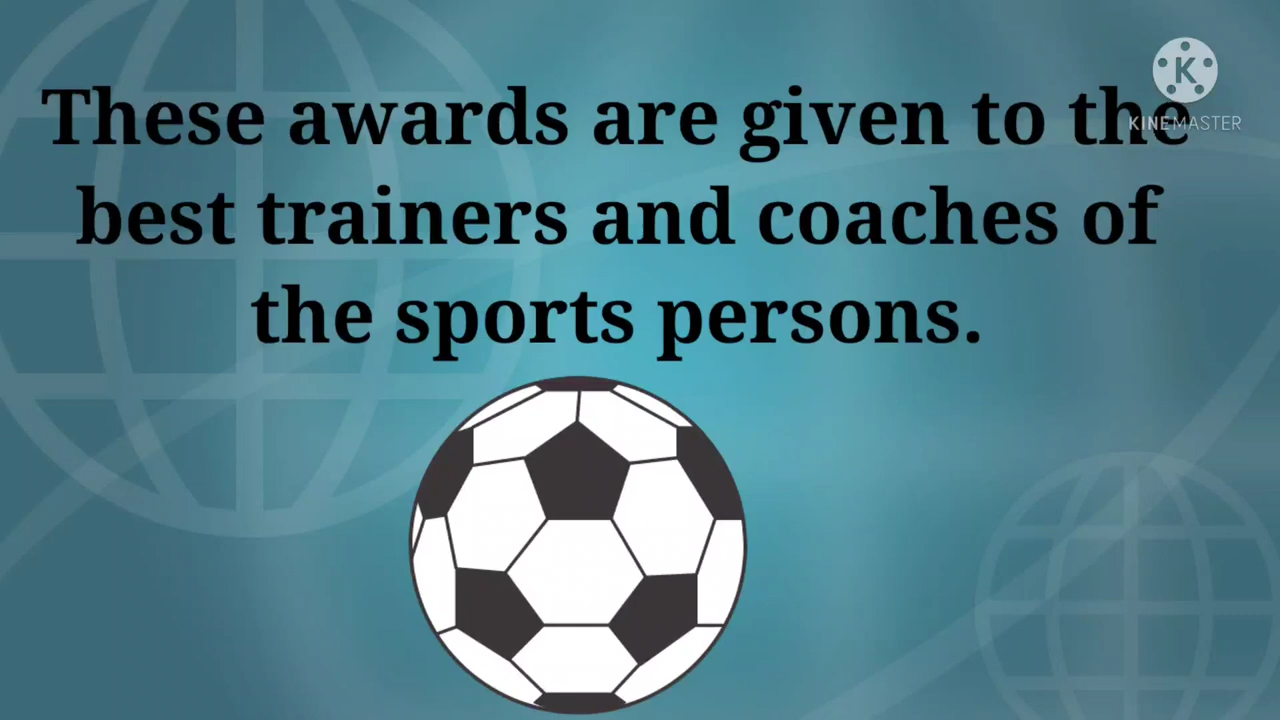 These awards are given to the
best trainers and coaches of
the sports persons.
K
KINEMASTER